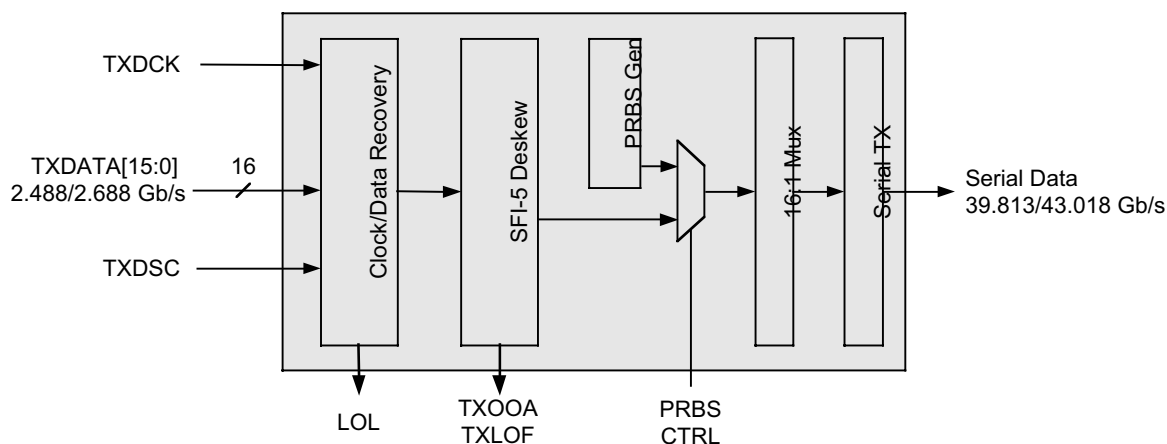 TXDCK
TXDATA[15:0]
2.488/2.688 Gb/s
16
TXDSC
Clock/Data Recovery
SFI-5 Deskew
PRBS Gen
16:1 Mux
Serial TX
Serial Data
39.813/43.018 Gb/s
LOL
TXOOA
TXLOF
PRBS
CTRL